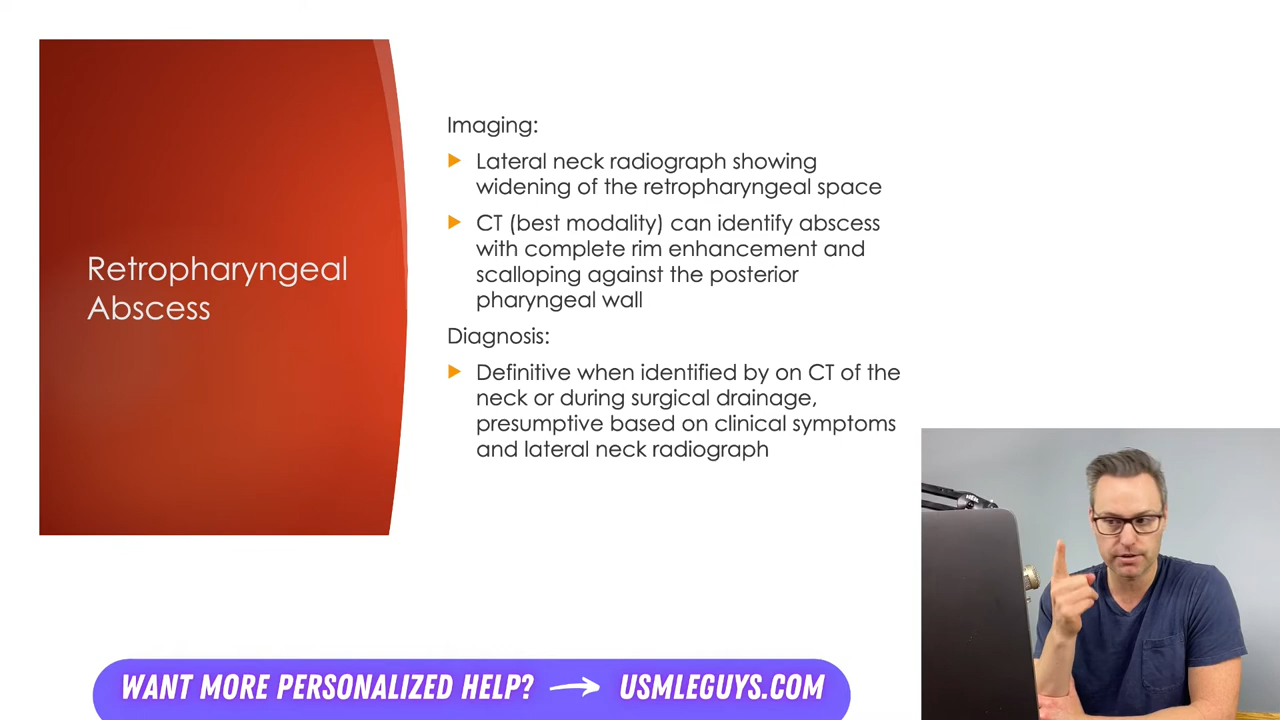 Retropharyngeal
Abscess
Imaging:
Lateral neck radiograph showing
widening of the retropharyngeal space
CT (best modality) can identify abscess
with complete rim enhancement and
scalloping against the posterior
pharyngeal wall
Diagnosis:
Definitive when identified by on CT of the
neck or during surgical drainage,
presumptive based on clinical symptoms
and lateral neck radiograph
WANT MORE PERSONALIZED HELP? → USMLEGUYS.COM